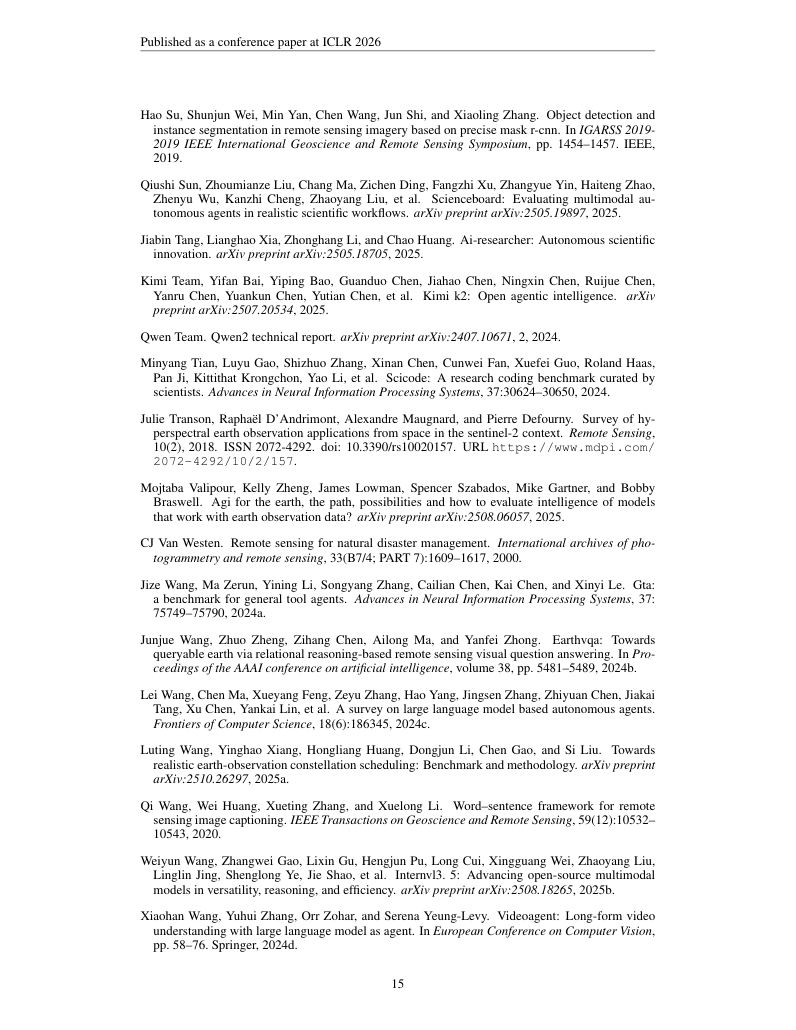 Published as a conference paper at ICLR 2026
Hao Su, Shunjun Wei, Min Yan, Chen Wang, Jun Shi, and Xiaoling Zhang. Object detection and
instance segmentation in remote sensing imagery based on precise mask r-cnn. In IGARSS 2019-
2019 IEEE International Geoscience and Remote Sensing Symposium, pp. 1454–1457. IEEE,
2019.
Qiushi Sun, Zhoumianze Liu, Chang Ma, Zichen Ding, Fangzhi Xu, Zhangyue Yin, Haiteng Zhao,
Zhenyu Wu, Kanzhi Cheng, Zhaoyang Liu, et al. Scienceboard: Evaluating multimodal au-
tonomous agents in realistic scientific workflows. arXiv preprint arXiv:2505.19897, 2025.
Jiabin Tang, Lianghao Xia, Zhonghang Li, and Chao Huang. Ai-researcher: Autonomous scientific
innovation. arXiv preprint arXiv:2505.18705, 2025.
Kimi Team, Yifan Bai, Yiping Bao, Guanduo Chen, Jiahao Chen, Ningxin Chen, Ruijue Chen,
Yanru Chen, Yuankun Chen, Yutian Chen, et al. Kimi k2: Open agentic intelligence. arXiv
preprint arXiv:2507.20534, 2025.
Qwen Team. Qwen2 technical report. arXiv preprint arXiv:2407.10671, 2, 2024.
Minyang Tian, Luyu Gao, Shizhuo Zhang, Xinan Chen, Cunwei Fan, Xuefei Guo, Roland Haas,
Pan Ji, Kittithat Krongchon, Yao Li, et al. Scicode: A research coding benchmark curated by
scientists. Advances in Neural Information Processing Systems, 37:30624–30650, 2024.
Julie Transon, Raphaël D'Andrimont, Alexandre Maugnard, and Pierre Defourny. Survey of hy-
perspectral earth observation applications from space in the sentinel-2 context. Remote Sensing,
10(2), 2018. ISSN 2072-4292. doi: 10.3390/rs10020157. URL https://www.mdpi.com/
2072-4292/10/2/157.
Mojtaba Valipour, Kelly Zheng, James Lowman, Spencer Szabados, Mike Gartner, and Bobby
Braswell. Agi for the earth, the path, possibilities and how to evaluate intelligence of models
that work with earth observation data? arXiv preprint arXiv:2508.06057, 2025.
CJ Van Westen. Remote sensing for natural disaster management. International archives of pho-
togrammetry and remote sensing, 33(B7/4; PART 7):1609–1617, 2000.
Jize Wang, Ma Zerun, Yining Li, Songyang Zhang, Cailian Chen, Kai Chen, and Xinyi Le. Gta:
a benchmark for general tool agents. Advances in Neural Information Processing Systems, 37:
75749–75790, 2024a.
Junjue Wang, Zhuo Zheng, Zihang Chen, Ailong Ma, and Yanfei Zhong. Earthvqa: Towards
queryable earth via relational reasoning-based remote sensing visual question answering. In Pro-
ceedings of the AAAI conference on artificial intelligence, volume 38, pp. 5481–5489, 2024b.
Lei Wang, Chen Ma, Xueyang Feng, Zeyu Zhang, Hao Yang, Jingsen Zhang, Zhiyuan Chen, Jiakai
Tang, Xu Chen, Yankai Lin, et al. A survey on large language model based autonomous agents.
Frontiers of Computer Science, 18(6):186345, 2024c.
Luting Wang, Yinghao Xiang, Hongliang Huang, Dongjun Li, Chen Gao, and Si Liu. Towards
realistic earth-observation constellation scheduling: Benchmark and methodology. arXiv preprint
arXiv:2510.26297, 2025a.
Qi Wang, Wei Huang, Xueting Zhang, and Xuelong Li. Word–sentence framework for remote
sensing image captioning. IEEE Transactions on Geoscience and Remote Sensing, 59(12):10532–
10543, 2020.
Weiyun Wang, Zhangwei Gao, Lixin Gu, Hengjun Pu, Long Cui, Xingguang Wei, Zhaoyang Liu,
Linglin Jing, Shenglong Ye, Jie Shao, et al. Internvl3. 5: Advancing open-source multimodal
models in versatility, reasoning, and efficiency. arXiv preprint arXiv:2508.18265, 2025b.
Xiaohan Wang, Yuhui Zhang, Orr Zohar, and Serena Yeung-Levy. Videoagent: Long-form video
understanding with large language model as agent. In European Conference on Computer Vision,
pp. 58–76. Springer, 2024d.
15